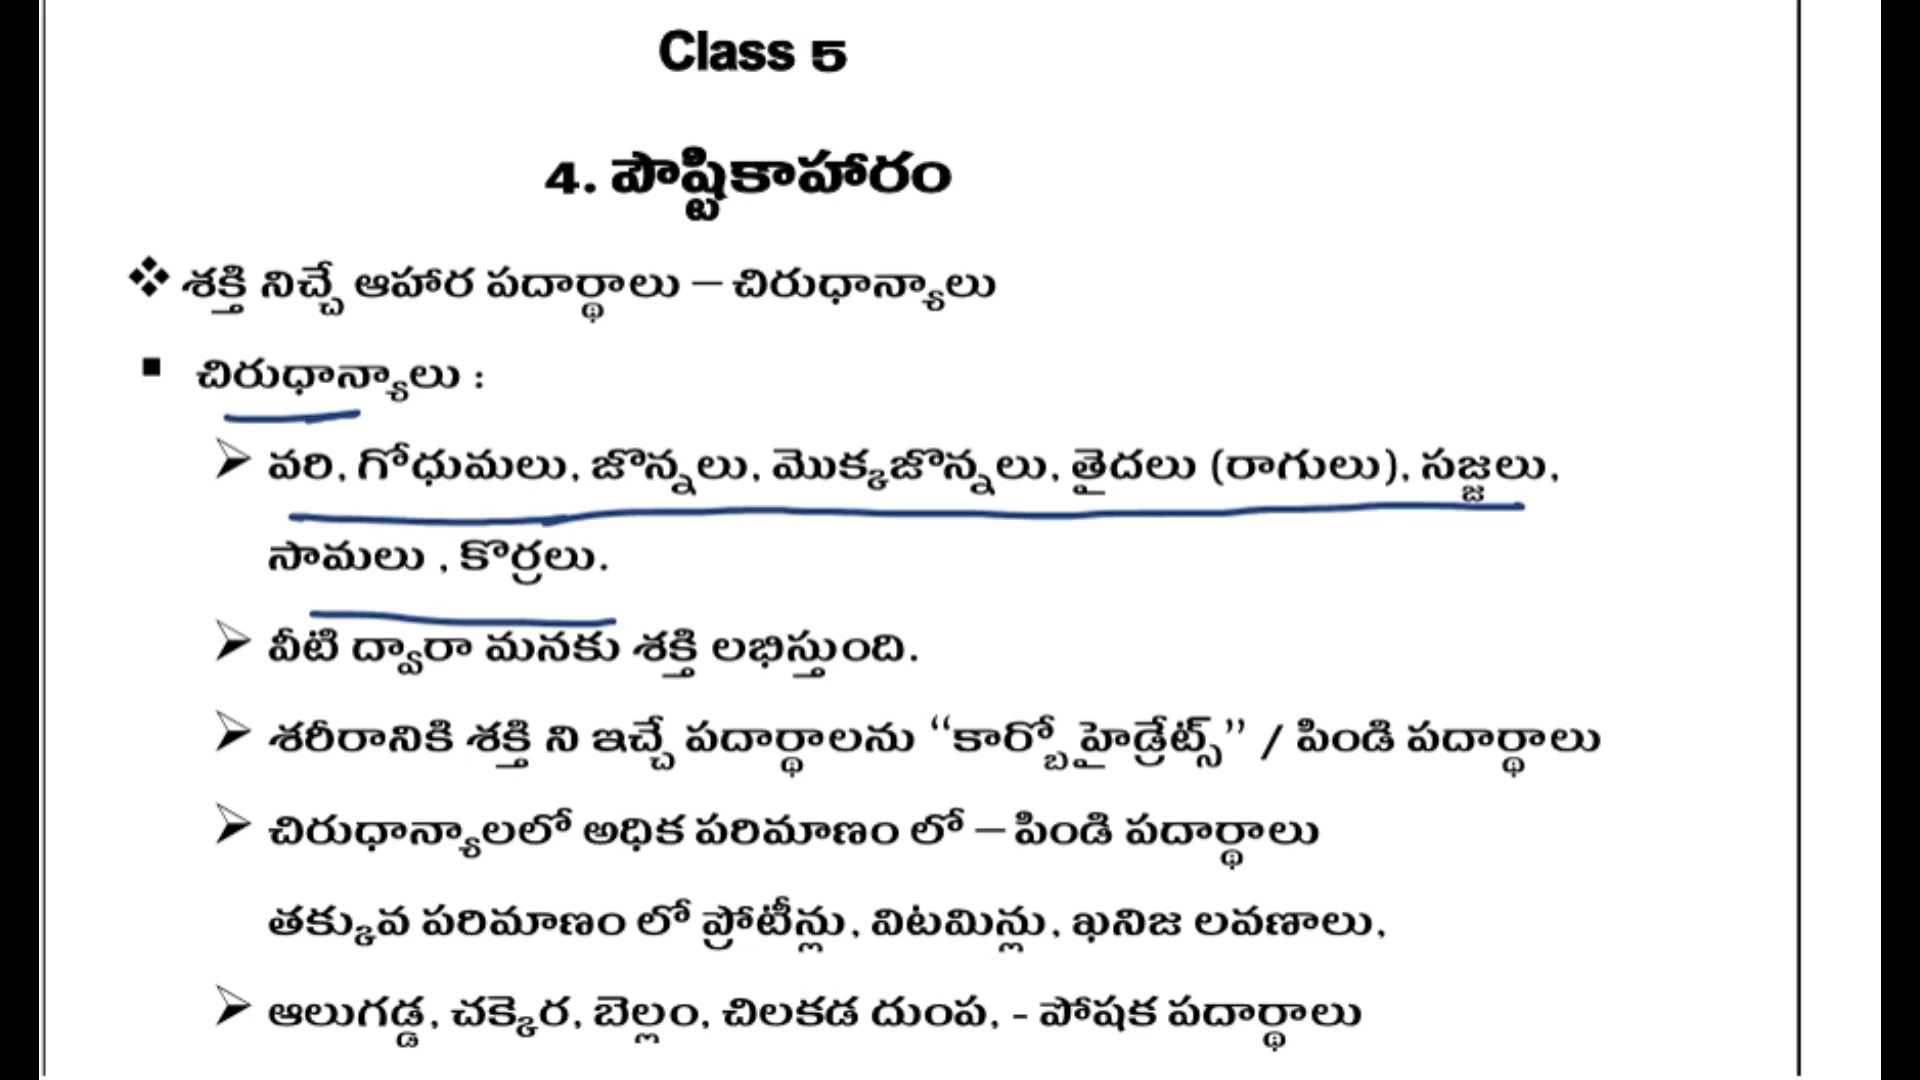 Class 5
4. పౌష్టికాహారం
❖ శక్తి నిచ్చే ఆహార పదార్థాలు – చిరుధాన్యాలు
▪ చిరుధాన్యాలు :
➢ వరి, గోధుమలు, జొన్నలు, మొక్కజొన్నలు, తైదలు (రాగులు), సజ్జలు,
సామలు , కొర్రలు.
➢ వీటి ద్వారా మనకు శక్తి లభిస్తుంది.
➢ శరీరానికి శక్తి ని ఇచ్చే పదార్థాలను “కార్బో హైడ్రేట్స్” / పిండి పదార్థాలు
➢ చిరుధాన్యాలలో అధిక పరిమాణం లో – పిండి పదార్థాలు
తక్కువ పరిమాణం లో ప్రోటీన్లు, విటమిన్లు, ఖనిజ లవణాలు,
➢ ఆలుగడ్డ, చక్కెర, బెల్లం, చిలకడ దుంప, - పోషక పదార్థాలు